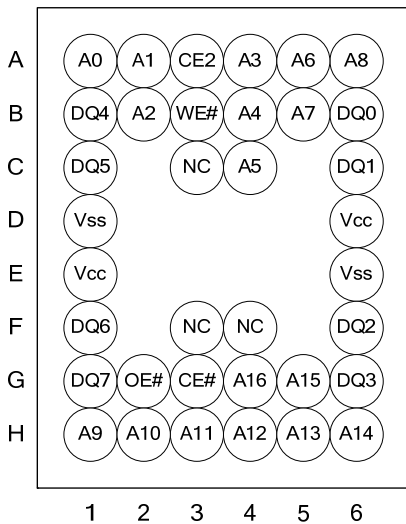 A A0 A1 CE2 A3 A6 A8
B DQ4 A2 WE# A4 A7 DQ0
C DQ5 NC A5 DQ1
D Vss Vcc
E Vcc Vss
F DQ6 NC NC DQ2
G DQ7 OE# CE# A16 A15 DQ3
H A9 A10 A11 A12 A13 A14
1 2 3 4 5 6